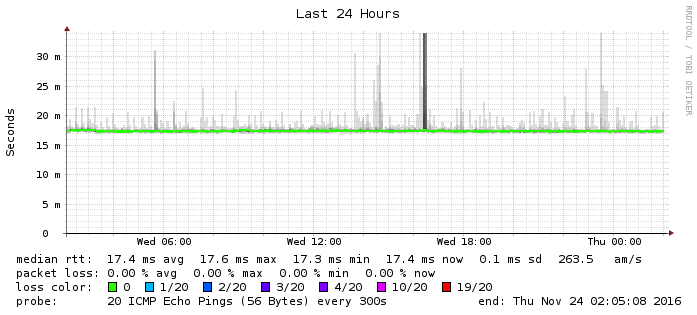 Last 24 Hours
RRDTOOL / TOBI OETIKER
Seconds
30 m
25 m
20 m
15 m
10 m
5 m
0
Wed 06:00 Wed 12:00 Wed 18:00 Thu 00:00
median rtt: 17.4 ms avg 17.6 ms max 17.3 ms min 17.4 ms now 0.1 ms sd 263.5 am/s
packet loss: 0.00 % avg 0.00 % max 0.00 % min 0.00 % now
loss color: 0 1/20 2/20 3/20 4/20 10/20 19/20
probe: 20 ICMP Echo Pings (56 Bytes) every 300s end: Thu Nov 24 02:05:08 2016